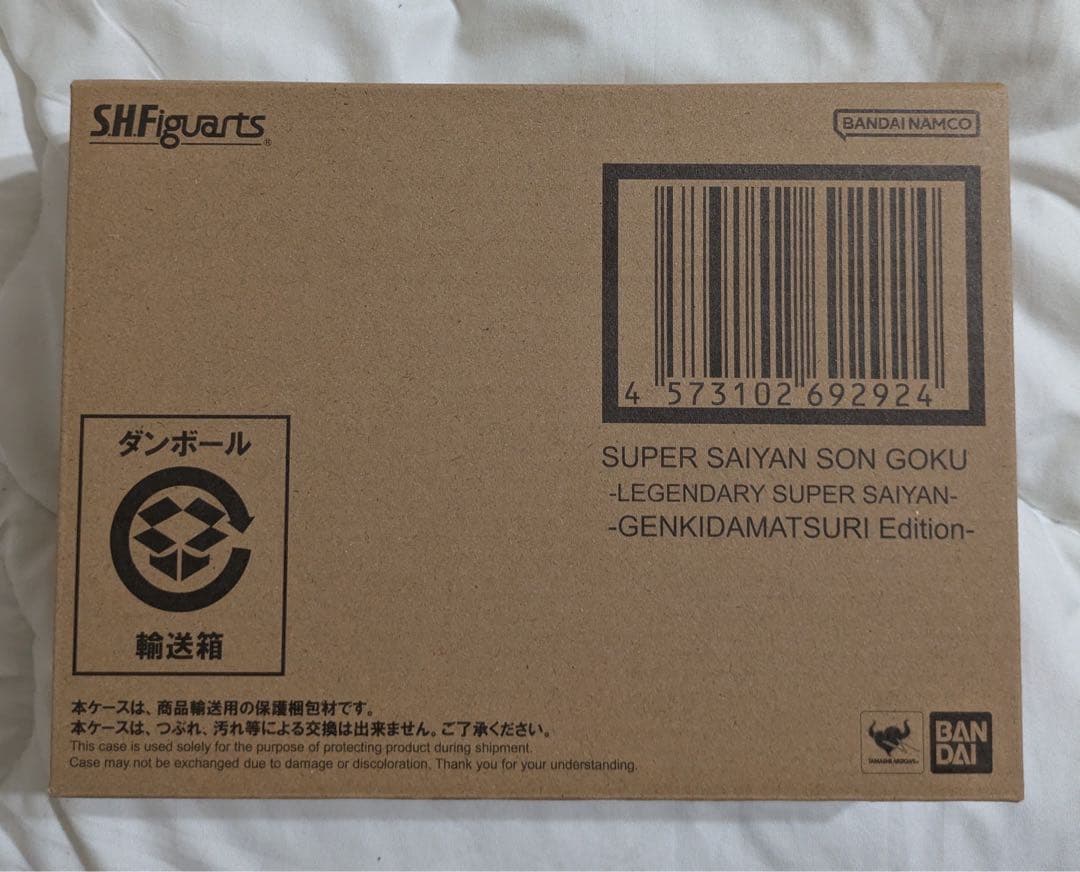 S.H.Figuarts®
BANDAI NAMCO
4 573102 692924
SUPER SAIYAN SON GOKU
-LEGENDARY SUPER SAIYAN-
-GENKIDAMATSURI Edition-
ダンボール
輸送箱
本ケースは、商品輸送用の保護梱包材です。
本ケースは、つぶれ、汚れ等による交換は出来ません。ご了承ください。
This case is used solely for the purpose of protecting product during shipment.
Case may not be exchanged due to damage or discoloration. Thank you for your understanding.
TAMASHII NATIONS
BAN
DAI